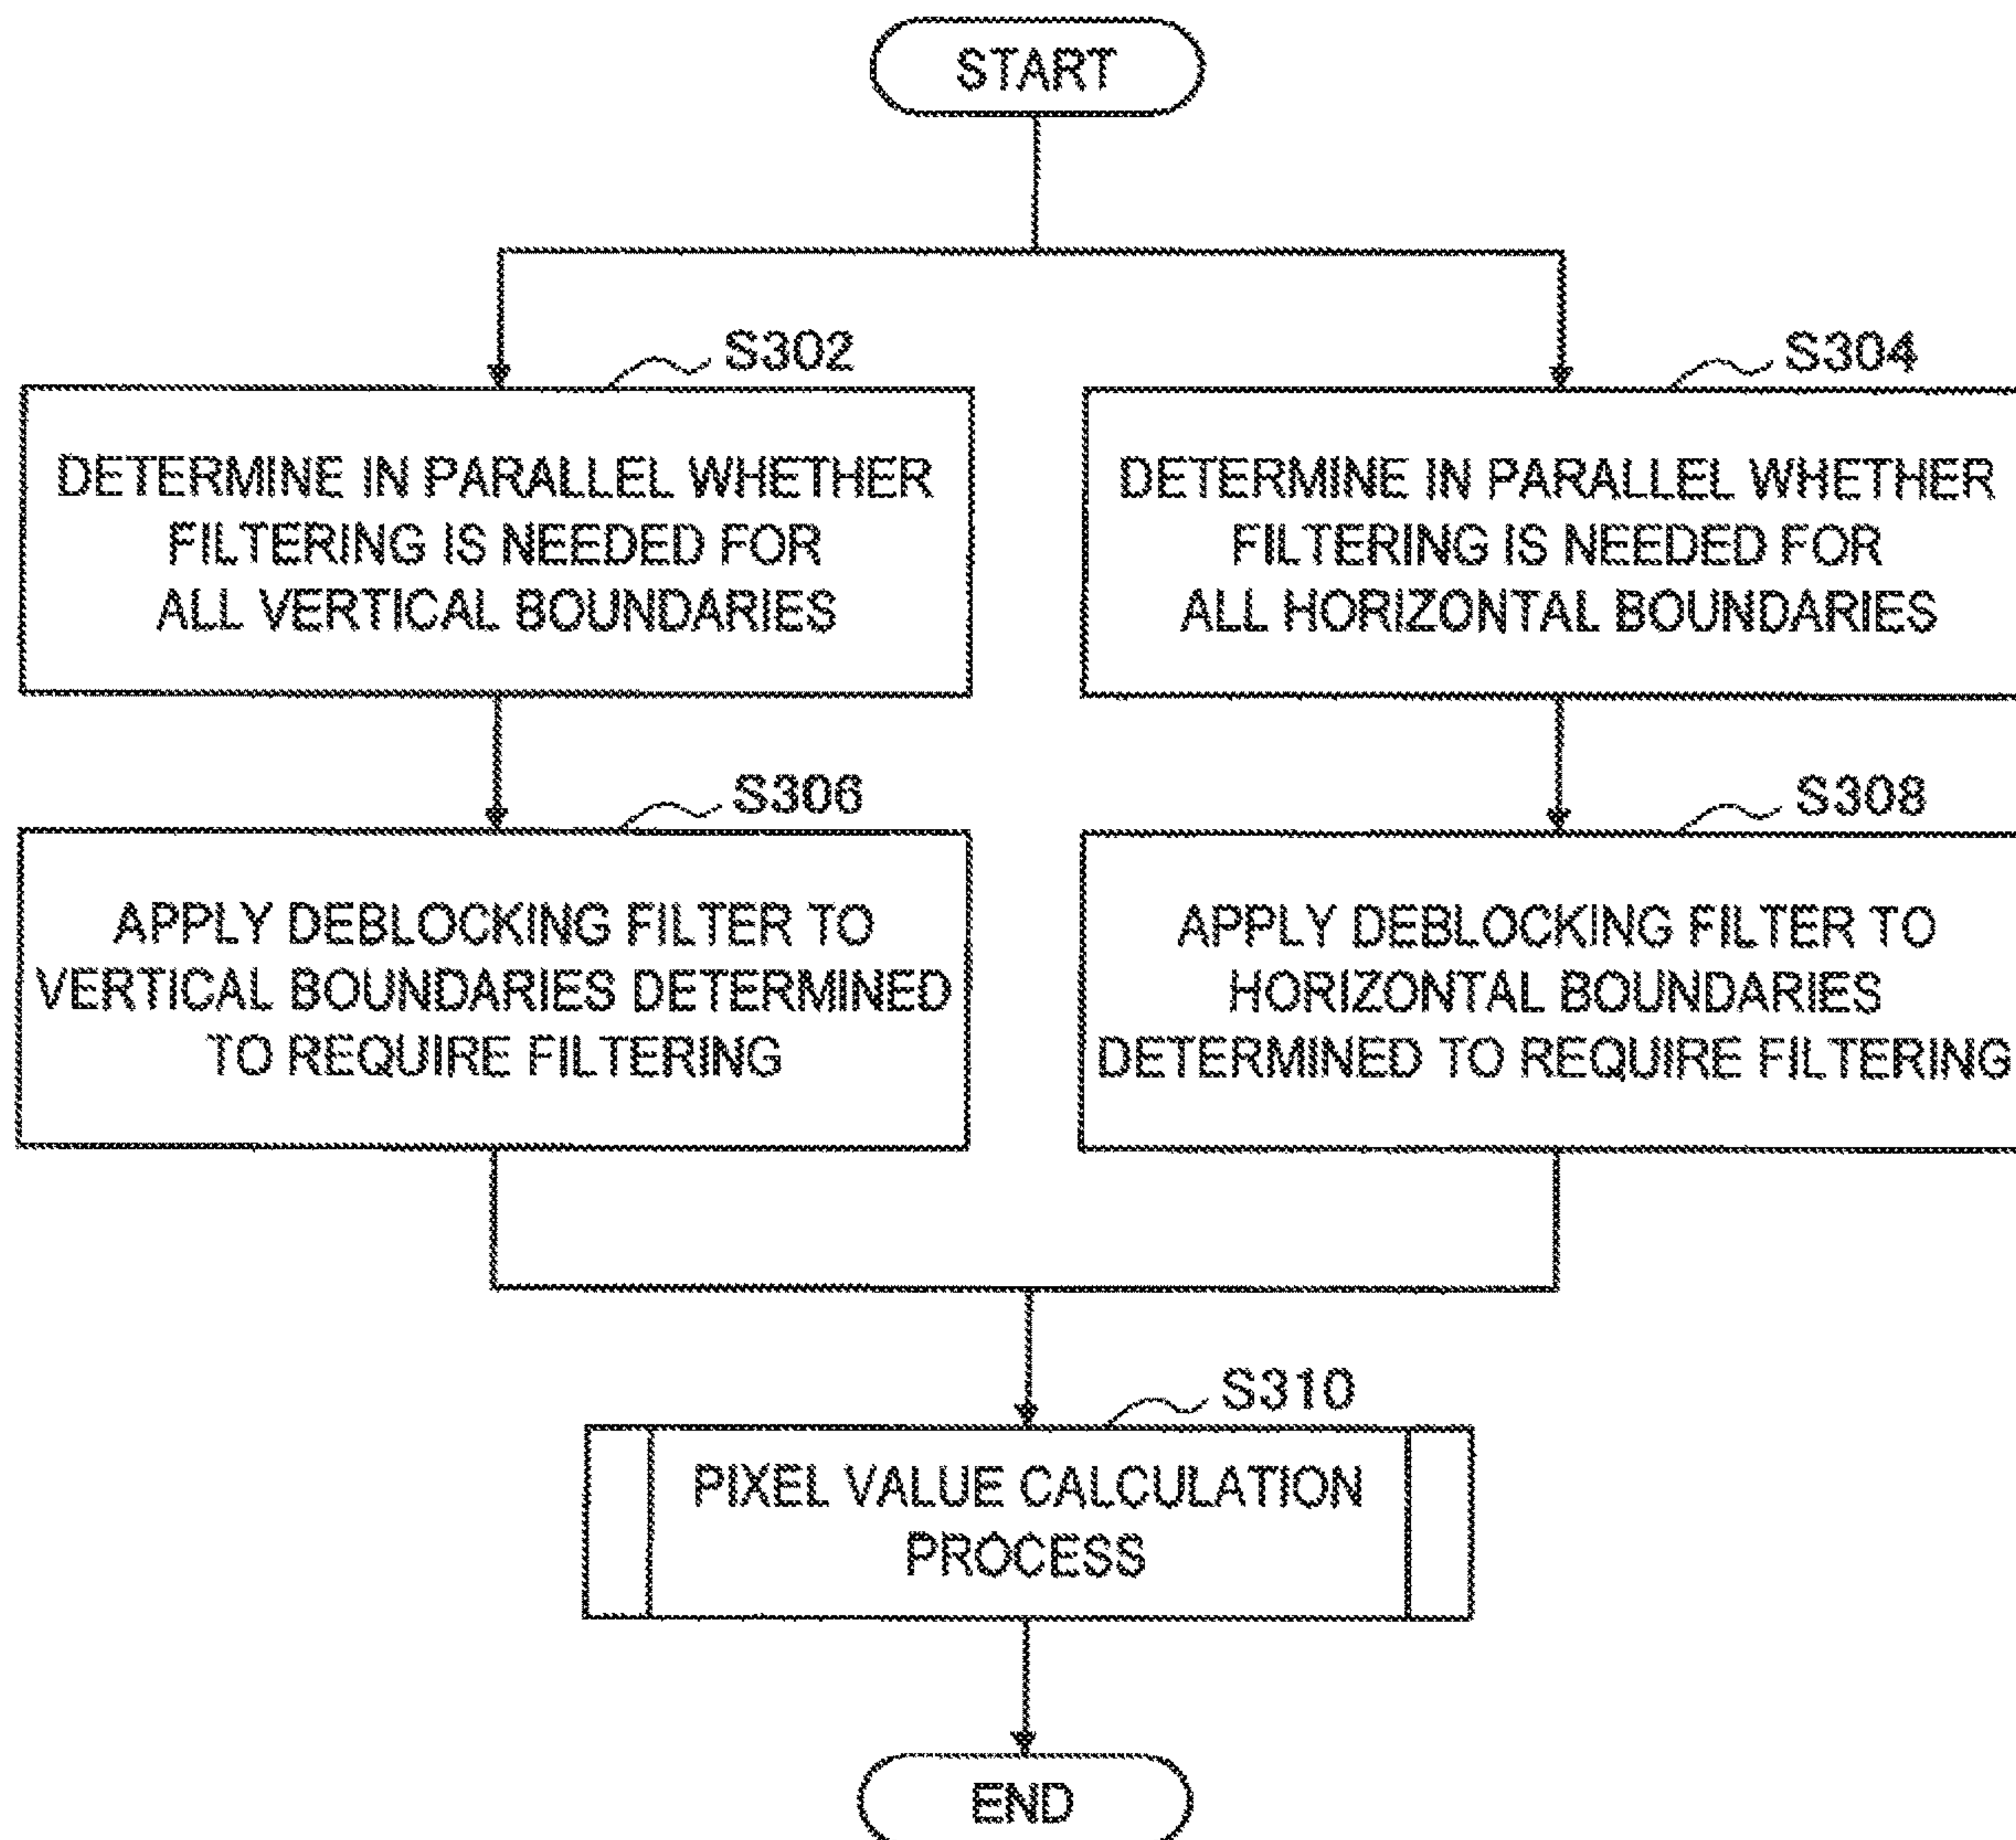 START
S302
DETERMINE IN PARALLEL WHETHER
FILTERING IS NEEDED FOR
ALL VERTICAL BOUNDARIES
S304
DETERMINE IN PARALLEL WHETHER
FILTERING IS NEEDED FOR
ALL HORIZONTAL BOUNDARIES
S306
APPLY DEBLOCKING FILTER TO
VERTICAL BOUNDARIES DETERMINED
TO REQUIRE FILTERING
S308
APPLY DEBLOCKING FILTER TO
HORIZONTAL BOUNDARIES
DETERMINED TO REQUIRE FILTERING
S310
PIXEL VALUE CALCULATION
PROCESS
END